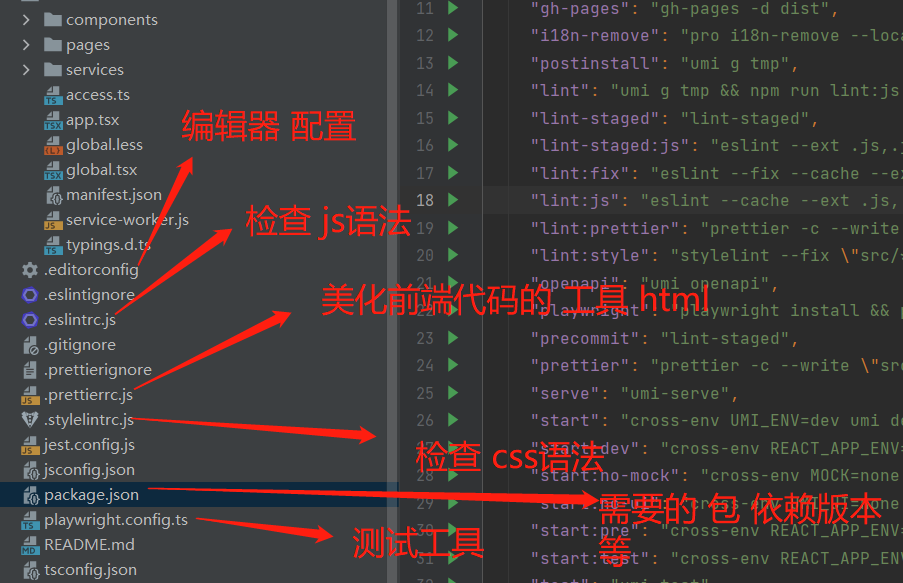 components
pages
services
access.ts
app.tsx
global.less
global.tsx
manifest.json
service-worker.js
typings.d.ts
.editorconfig
.eslintignore
.eslintrc.js
.gitignore
.prettierignore
.prettierrc.js
.stylelintrc.js
jest.config.js
jsconfig.json
package.json
playwright.config.ts
README.md
tsconfig.json
编辑器 配置
检查 js语法
美化前端代码的 工具 html
检查 css语法
需要的 包 依赖版本
等
测试工具
11 "gh-pages": "gh-pages -d dist",
12 "i18n-remove": "pro i18n-remove --loca
13 "postinstall": "umi g tmp",
14 "lint": "umi g tmp && npm run lint:js
15 "lint-staged": "lint-staged",
16 "lint-staged:js": "eslint --ext .js,.j
17 "lint:fix": "eslint --fix --cache --ex
18 "lint:js": "eslint --cache --ext .js,
19 "lint:prettier": "prettier -c --write
20 "lint:style": "stylelint --fix \"src/*
21 "openapi": "umi openapi",
22 "playwright": "playwright install && p
23 "precommit": "lint-staged",
24 "prettier": "prettier -c --write \"src
25 "serve": "umi-serve",
26 "start": "cross-env UMI_ENV=dev umi de
27 "start:dev": "cross-env REACT_APP_ENV=
28 "start:no-mock": "cross-env MOCK=none
29 "start:no-ui": "cross-env UMI_UI=none
30 "start:pre": "cross-env REACT_APP_ENV=
31 "start:test": "cross-env REACT_APP_ENV=
32 "test": "umi-test"